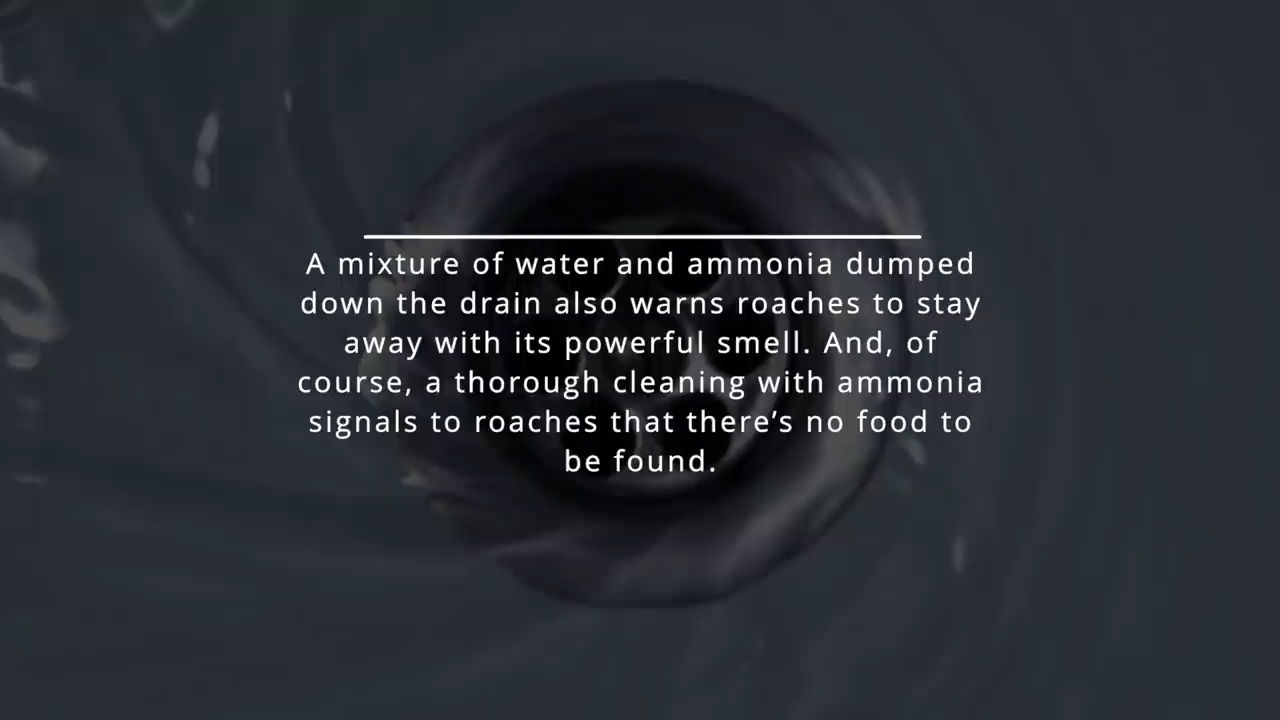 A mixture of water and ammonia dumped
down the drain also warns roaches to stay
away with its powerful smell. And, of
course, a thorough cleaning with ammonia
signals to roaches that there’s no food to
be found.